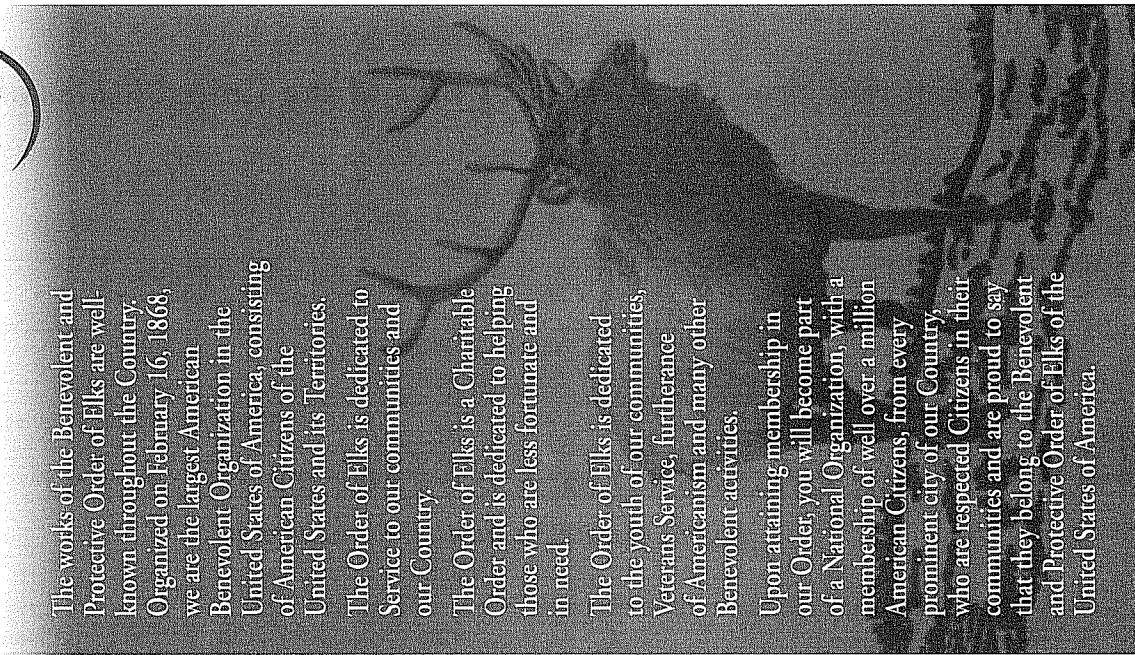 The works of the Benevolent and
Protective Order of Elks are well-
known throughout the Country.
Organized on February 16, 1868,
we are the largest American
Benevolent Organization in the
United States of America, consisting
of American Citizens of the
United States and its Territories.
The Order of Elks is dedicated to
Service to our communities and
our Country.
The Order of Elks is a Charitable
Order and is dedicated to helping
those who are less fortunate and
in need.
The Order of Elks is dedicated
to the youth of our communities,
Veterans Service, furtherance
of Americanism and many other
Benevolent activities.
Upon attaining membership in
our Order, you will become part
of a National Organization, with a
membership of well over a million
American Citizens, from every
prominent city of our Country,
who are respected Citizens in their
communities and are proud to say
that they belong to the Benevolent
and Protective Order of Elks of the
United States of America.